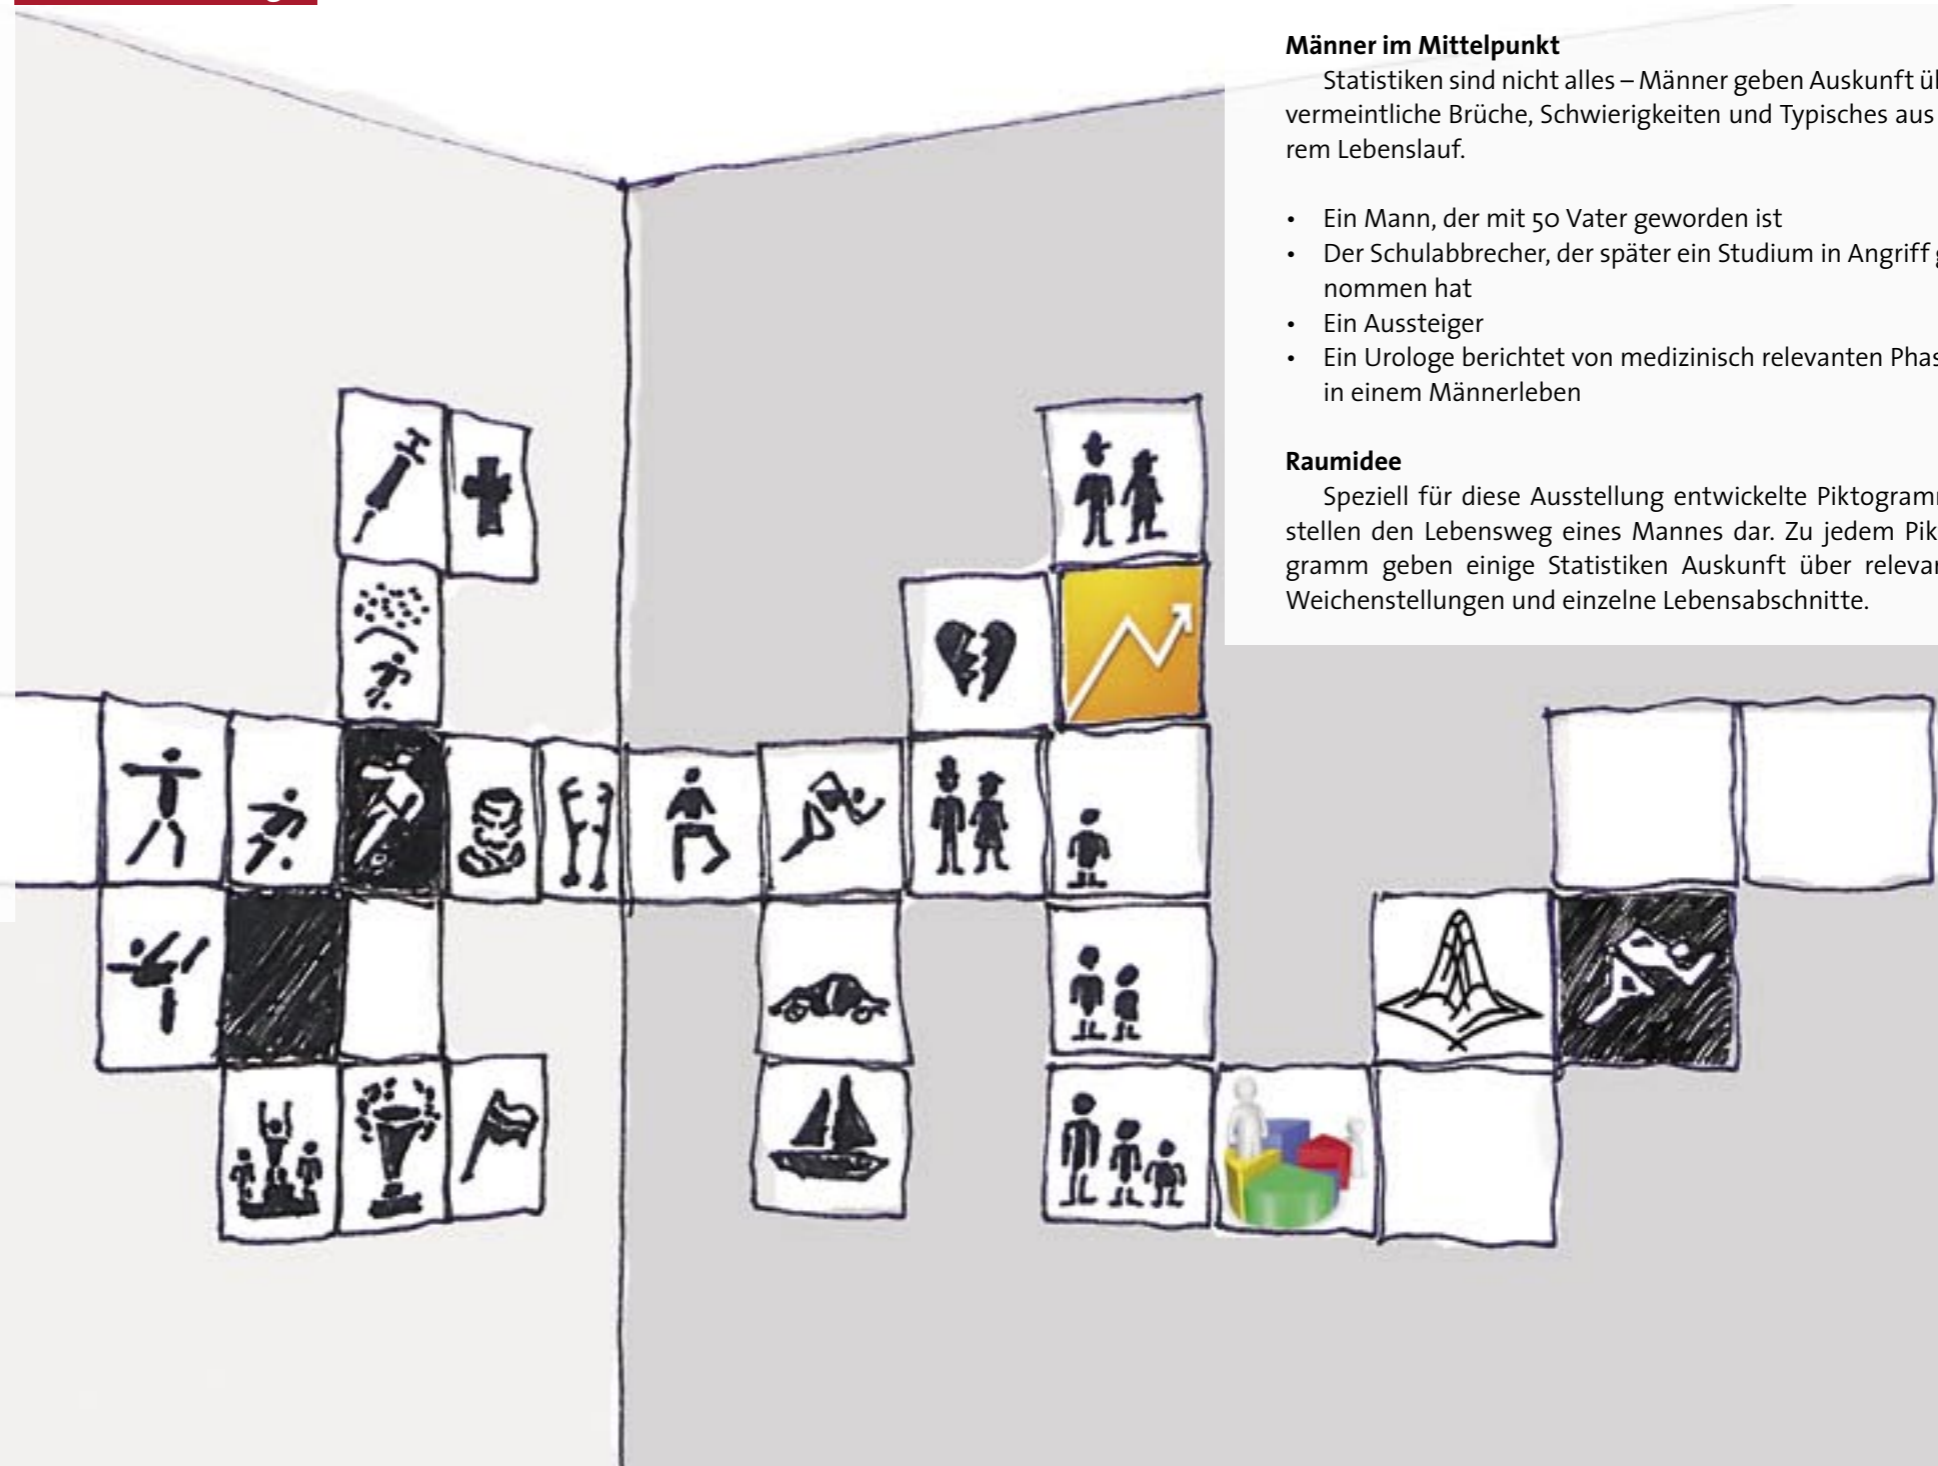 Männer im Mittelpunkt
Statistiken sind nicht alles – Männer geben Auskunft
vermeintliche Brüche, Schwierigkeiten und Typisches aus
rem Lebenslauf.
• Ein Mann, der mit 50 Vater geworden ist
• Der Schulabbrecher, der später ein Studium in Angriff
nommen hat
• Ein Aussteiger
• Ein Urologe berichtet von medizinisch relevanten Phas
in einem Männerleben
Raumidee
Speziell für diese Ausstellung entwickelte Piktogram
stellen den Lebensweg eines Mannes dar. Zu jedem Pik
gramm geben einige Statistiken Auskunft über relevan
Weichenstellungen und einzelne Lebensabschnitte.